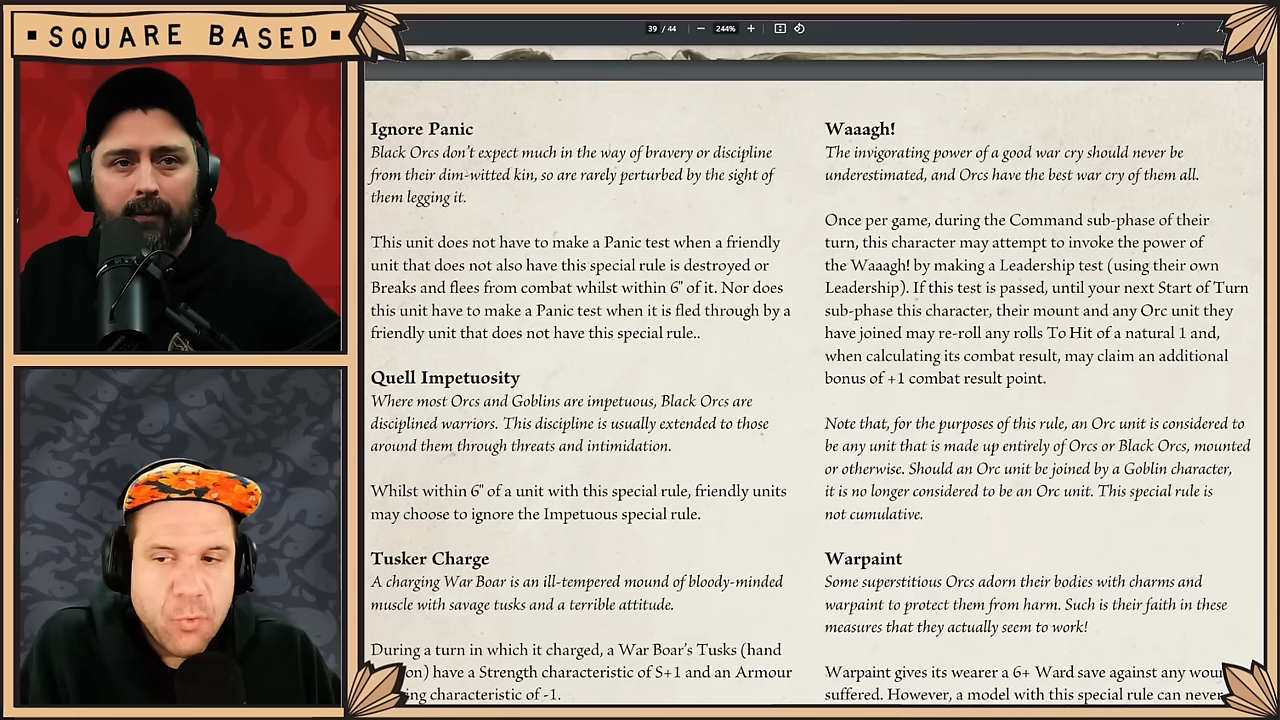 SQUARE BASED
39 / 44
244%
Ignore Panic
Black Orcs don't expect much in the way of bravery or discipline
from their dim-witted kin, so are rarely perturbed by the sight of
them legging it.
This unit does not have to make a Panic test when a friendly
unit that does not also have this special rule is destroyed or
Breaks and flees from combat whilst within 6" of it. Nor does
this unit have to make a Panic test when it is fled through by a
friendly unit that does not have this special rule..
Quell Impetuosity
Where most Orcs and Goblins are impetuous, Black Orcs are
disciplined warriors. This discipline is usually extended to those
around them through threats and intimidation.
Whilst within 6" of a unit with this special rule, friendly units
may choose to ignore the Impetuous special rule.
Tusker Charge
A charging War Boar is an ill-tempered mound of bloody-minded
muscle with savage tusks and a terrible attitude.
During a turn in which it charged, a War Boar's Tusks (hand
on) have a Strength characteristic of S+1 and an Armour
ing characteristic of -1.
Waaagh!
The invigorating power of a good war cry should never be
underestimated, and Orcs have the best war cry of them all.
Once per game, during the Command sub-phase of their
turn, this character may attempt to invoke the power of
the Waaagh! by making a Leadership test (using their own
Leadership). If this test is passed, until your next Start of Turn
sub-phase this character, their mount and any Orc unit they
have joined may re-roll any rolls To Hit of a natural 1 and,
when calculating its combat result, may claim an additional
bonus of +1 combat result point.
Note that, for the purposes of this rule, an Orc unit is considered to
be any unit that is made up entirely of Orcs or Black Orcs, mounted
or otherwise. Should an Orc unit be joined by a Goblin character,
it is no longer considered to be an Orc unit. This special rule is
not cumulative.
Warpaint
Some superstitious Orcs adorn their bodies with charms and
warpaint to protect them from harm. Such is their faith in these
measures that they actually seem to work!
Warpaint gives its wearer a 6+ Ward save against any wou
suffered. However, a model with this special rule can never